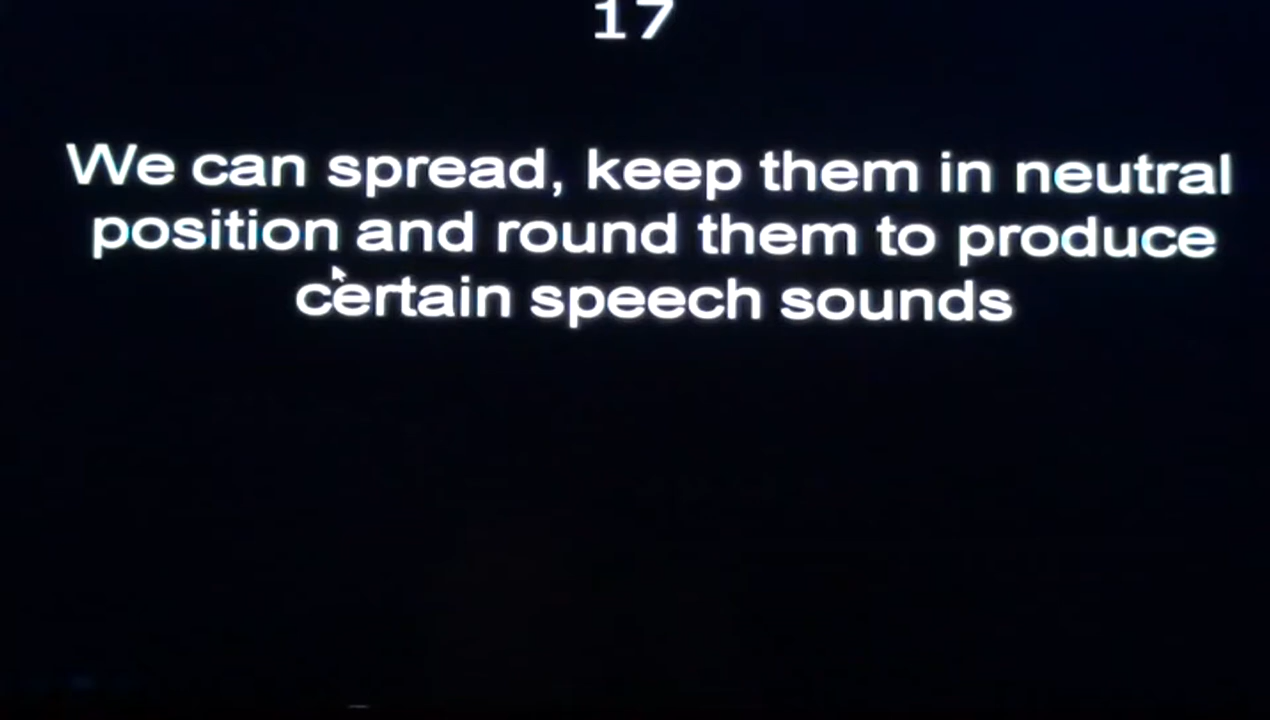 17
We can spread, keep them in neutral
position and round them to produce
certain speech sounds